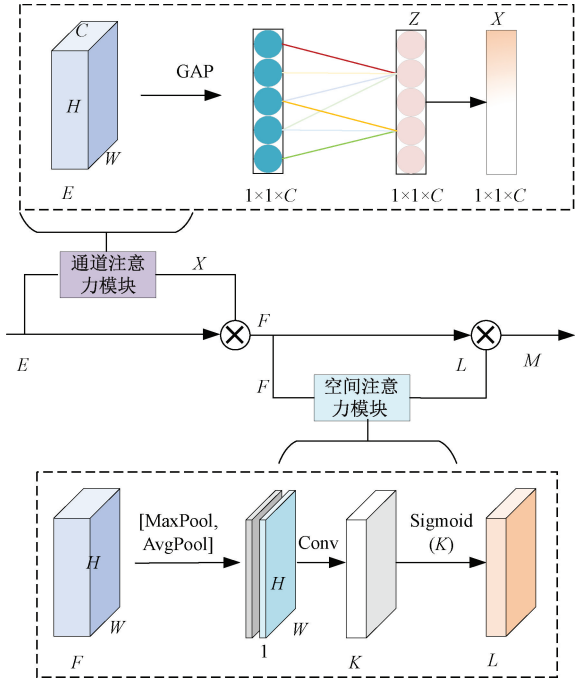 C
H
W
E
GAP
1×1×C
Z
1×1×C
X
1×1×C
通道注意
力模块
X
E
F
F
空间注意
力模块
L
M
H
W
F
[MaxPool,
AvgPool]
H
W
1
Conv
K
Sigmoid
(K)
L